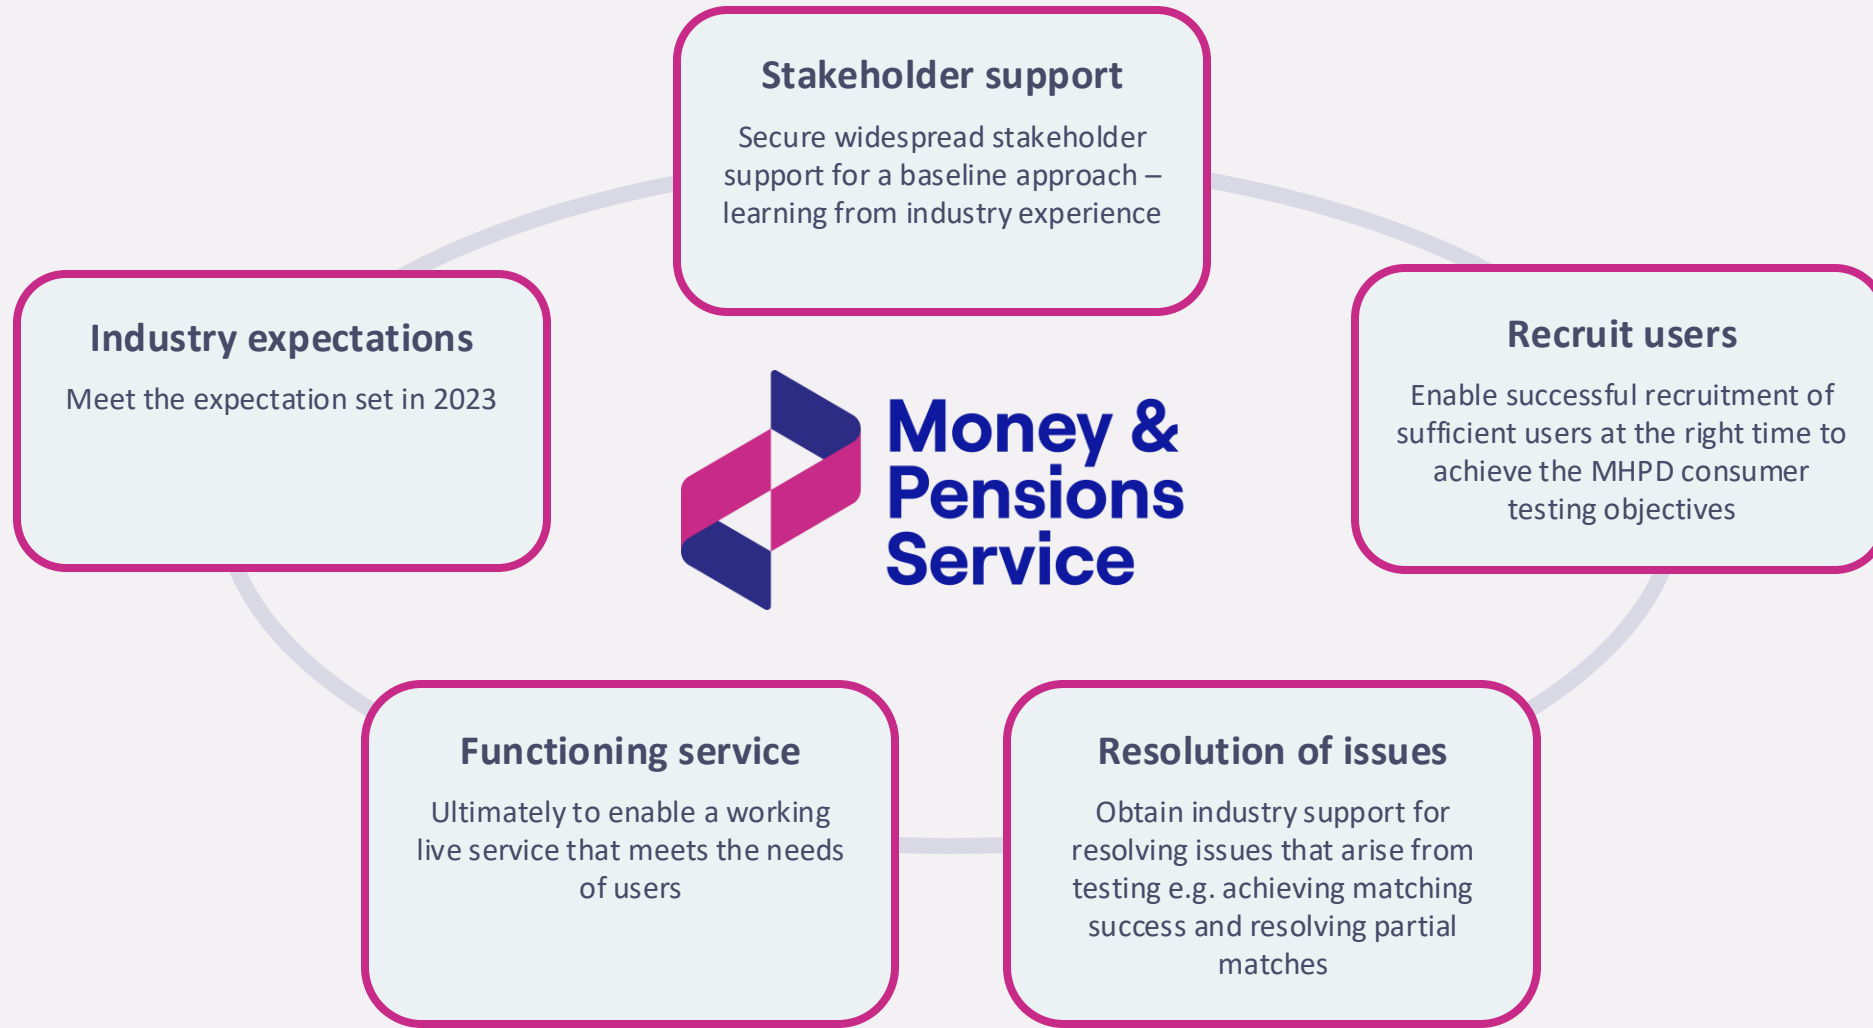 Stakeholder support
Secure widespread stakeholder
support for a baseline approach –
learning from industry experience
Industry expectations
Meet the expectation set in 2023
Recruit users
Enable successful recruitment of
sufficient users at the right time to
achieve the MHPD consumer
testing objectives
Money &
Pensions
Service
Functioning service
Ultimately to enable a working
live service that meets the needs
of users
Resolution of issues
Obtain industry support for
resolving issues that arise from
testing e.g. achieving matching
success and resolving partial
matches